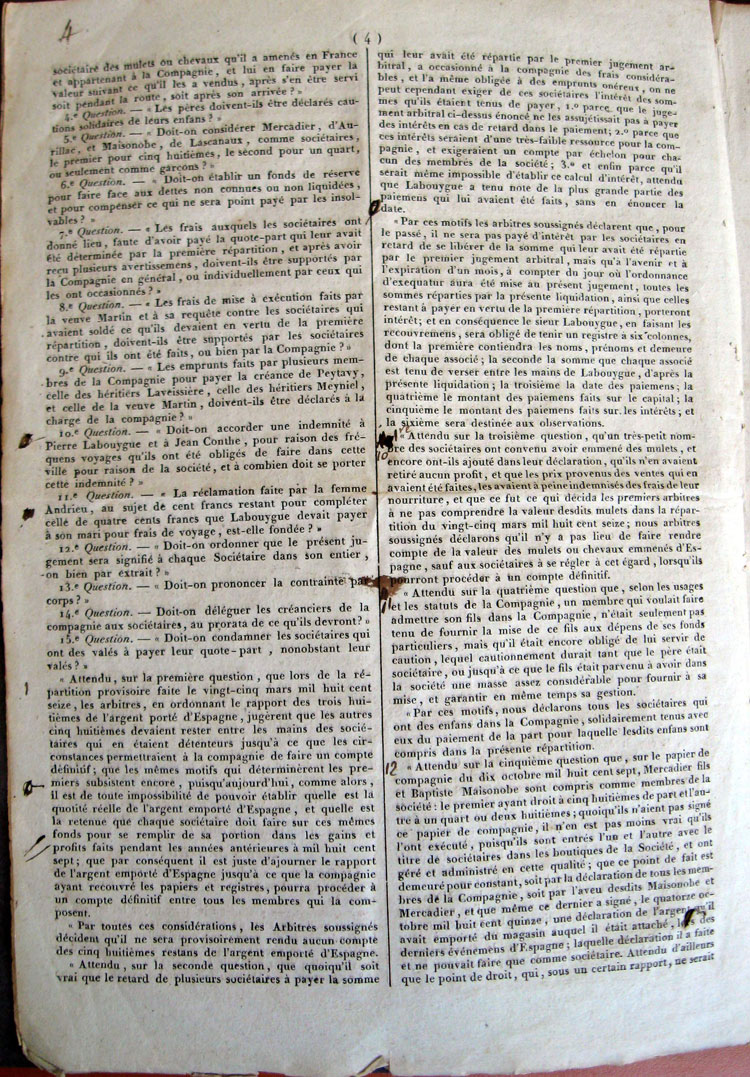 4
( 4 )
sociétaire des mulets ou chevaux qu'il a amenés en France
et appartenant à la Compagnie, et lui en faire payer la
valeur suivant ce qu'il les a vendus, après s'en être servi
soit pendant la route, soit après son arrivée ? »
4.e Question. — « Les pères doivent-ils être déclarés cau-
tions solidaires de leurs enfans ? »
5.e Question. — « Doit-on considérer Mercadier, d'Au-
rillac, et Maisonobe, de Lascanaux, comme sociétaires,
le premier pour cinq huitièmes, le second pour un quart,
ou seulement comme garçons ? »
6.e Question. — « Doit-on établir un fonds de réserve
pour faire face aux dettes non connues ou non liquidées,
et pour compenser ce qui ne sera point payé par les insol-
vables ? »
7.e Question. — « Les frais auxquels les sociétaires ont
donné lieu, faute d'avoir payé la quote-part qui leur avait
été déterminée par la première répartition, et après avoir
reçu plusieurs avertissemens, doivent-ils être supportés par
la Compagnie en général, ou individuellement par ceux qui
les ont occasionnés ? »
8.e Question. — « Les frais de mise à exécution faits par
la veuve Martin et à sa requête contre les sociétaires qui
avaient soldé ce qu'ils devaient en vertu de la première
répartition, doivent-ils être supportés par les sociétaires
contre qui ils ont été faits, ou bien par la Compagnie ? »
9.e Question. — « Les emprunts faits par plusieurs mem-
bres de la Compagnie pour payer la créance de Peytavy,
celle des héritiers Laveissière, celle des héritiers Meyniel,
et celle de la veuve Martin, doivent-ils être déclarés à la
charge de la compagnie ? »
10.e Question. — « Doit-on accorder une indemnité à
Pierre Labouygue et à Jean Conthe, pour raison des fré-
quens voyages qu'ils ont été obligés de faire dans cette
ville pour raison de la société, et à combien doit se porter
cette indemnité ? »
11.e Question. — « La réclamation faite par la femme
Andrieu, au sujet de cent francs restant pour compléter
celle de quatre cents francs que Labouygue devait payer
à son mari pour frais de voyage, est-elle fondée ? »
12.e Question. — « Doit-on ordonner que le présent ju-
gement sera signifié à chaque Sociétaire dans son entier,
ou bien par extrait ? »
13.e Question. — « Doit-on prononcer la contrainte par
corps ? »
14.e Question. — Doit-on déléguer les créanciers de la
compagnie aux sociétaires, au prorata de ce qu'ils devront ? »
15.e Question. — « Doit-on condamner les sociétaires qui
ont des valés à payer leur quote-part, nonobstant leur
valés ? »
« Attendu, sur la première question, que lors de la ré-
partition provisoire faite le vingt-cinq mars mil huit cent
seize, les arbitres, en ordonnant le rapport des trois hui-
tièmes de l'argent porté d'Espagne, jugèrent que les autres
cinq huitièmes devaient rester entre les mains des socié-
taires qui en étaient détenteurs jusqu'à ce que les cir-
constances permettraient à la compagnie de faire un compte
définitif ; que les mêmes motifs qui déterminèrent les pre-
miers subsistent encore, puisqu'aujourd'hui, comme alors,
il est de toute impossibilité de pouvoir établir quelle est la
quotité réelle de l'argent emporté d'Espagne, et quelle est
la retenue que chaque sociétaire doit faire sur ces mêmes
fonds pour se remplir de sa portion dans les gains et
profits faits pendant les années antérieures à mil huit cent
sept ; que par conséquent il est juste d'ajourner le rapport
de l'argent emporté d'Espagne jusqu'à ce que la compagnie
ayant recouvré les papiers et registres, pourra procéder à
un compte définitif entre tous les membres qui la com-
posent.
« Par toutes ces considérations, les Arbitres soussignés
décident qu'il ne sera provisoirement rendu aucun compte
des cinq huitièmes restans de l'argent emporté d'Espagne.
« Attendu, sur la seconde question, que quoiqu'il soit
vrai que le retard de plusieurs sociétaires à payer la somme
qui leur avait été répartie par le premier jugement ar-
bitral, a occasionné à la compagnie des frais considéra-
bles, et l'a même obligée à des emprunts onéreux, on ne
peut cependant exiger de ces sociétaires l'intérêt des som-
mes qu'ils étaient tenus de payer, 1.o parce que le juge-
ment arbitral ci-dessus énoncé ne les assujétissait pas à payer
des intérêts en cas de retard dans le paiement ; 2.o parce que
ces intérêts seraient d'une très-faible ressource pour la com-
pagnie, et exigeraient un compte par échelon pour cha-
cun des membres de la société ; 3.o et enfin parce qu'il
serait même impossible d'établir ce calcul d'intérêt, attendu
que Labouygue a tenu note de la plus grande partie des
paiemens qui lui avaient été faits, sans en énoncer la
date.
« Par ces motifs les arbitres soussignés déclarent que, pour
le passé, il ne sera pas payé d'intérêt par les sociétaires en
retard de se libérer de la somme qui leur avait été répartie
par le premier jugement arbitral, mais qu'à l'avenir et à
l'expiration d'un mois, à compter du jour où l'ordonnance
d'exequatur aura été mise au présent jugement, toutes les
sommes réparties par la présente liquidation, ainsi que celles
restant à payer en vertu de la première répartition, porteront
intérêt ; et en conséquence le sieur Labouygue, en faisant les
recouvremens, sera obligé de tenir un registre à six colonnes,
dont la première contiendra les noms, prénoms et demeure
de chaque associé ; la seconde la somme que chaque associé
est tenu de verser entre les mains de Labouygue, d'après la
présente liquidation ; la troisième la date des paiemens ; la
quatrième le montant des paiemens faits sur le capital ; la
cinquième le montant des paiemens faits sur les intérêts ; et
la sixième sera destinée aux observations.
10
« Attendu sur la troisième question, qu'un très-petit nom-
bre des sociétaires ont convenu avoir emmené des mulets, et
encore ont-ils ajouté dans leur déclaration, qu'ils n'en avaient
retiré aucun profit, et que les prix provenus des ventes qui en
avaient été faites, les avaient à peine indemnisés des frais de leur
nourriture, et que ce fut ce qui décida les premiers arbitres
à ne pas comprendre la valeur desdits mulets dans la répar-
tition du vingt-cinq mars mil huit cent seize ; nous arbitres
soussignés déclarons qu'il n'y a pas lieu de faire rendre
compte de la valeur des mulets ou chevaux emmenés d'Es-
pagne, sauf aux sociétaires à se régler à cet égard, lorsqu'ils
pourront procéder à un compte définitif.
11
« Attendu sur la quatrième question que, selon les usages
et les statuts de la Compagnie, un membre qui voulait faire
admettre son fils dans la Compagnie, n'était seulement pas
tenu de fournir la mise de ce fils aux dépens de ses fonds
particuliers, mais qu'il était encore obligé de lui servir de
caution, lequel cautionnement durait tant que le père était
sociétaire, ou jusqu'à ce que le fils était parvenu à avoir dans
la société une masse assez considérable pour fournir à sa
mise, et garantir en même temps sa gestion.
« Par ces motifs, nous déclarons tous les sociétaires qui
ont des enfans dans la Compagnie, solidairement tenus avec
eux du paiement de la part pour laquelle lesdits enfans sont
compris dans la présente répartition.
12
« Attendu sur la cinquième question que, sur le papier de
compagnie du dix octobre mil huit cent sept, Mercadier fils
et Baptiste Maisonobe sont compris comme membres de la
société : le premier ayant droit à cinq huitièmes de part et l'au-
tre à un quart ou deux huitièmes ; quoiqu'ils n'aient pas signé
ce papier de compagnie, il n'en est pas moins vrai qu'ils
l'ont exécuté, puisqu'ils sont entrés l'un et l'autre avec le
titre de sociétaires dans les boutiques de la Société, et ont
géré et administré en cette qualité ; que ce point de fait est
demeuré pour constant, soit par la déclaration de tous les mem-
bres de la Compagnie, soit par l'aveu desdits Maisonobe et
Mercadier, et que même ce dernier a signé, le quatorze oc-
tobre mil huit cent quinze, une déclaration de l'argent qu'il
avait emporté du magasin auquel il était attaché, lors des
derniers événemens d'Espagne ; laquelle déclaration il a faite
et ne pouvait faire que comme sociétaire. Attendu d'ailleurs
que le point de droit, qui, sous un certain rapport, ne serait